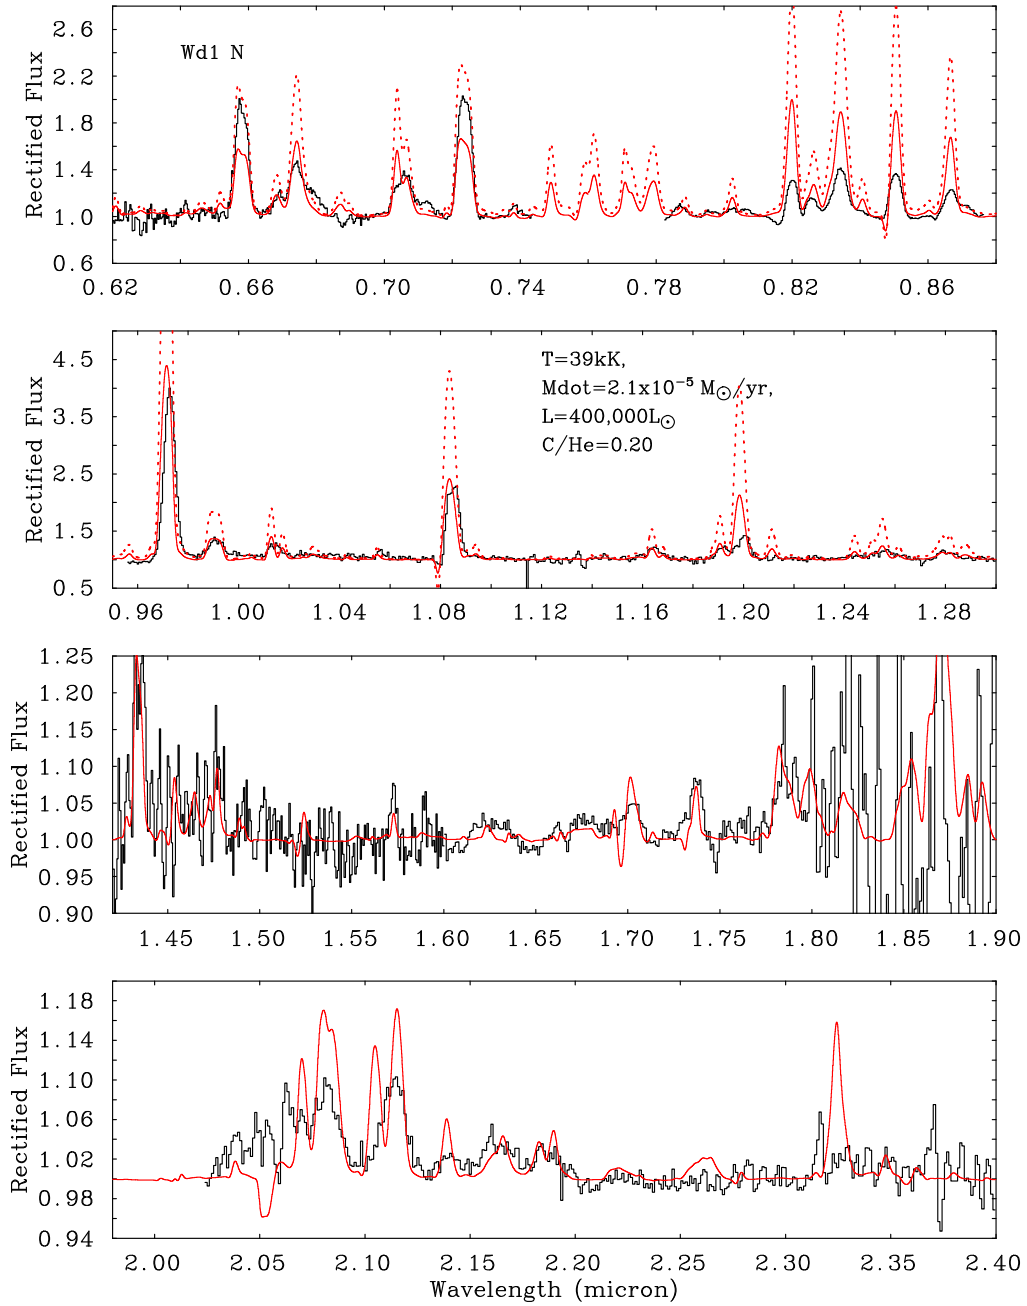 Rectified Flux
2.6
2.2
1.8
1.4
1.0
0.6
Wd1 N
0.62 0.66 0.70 0.74 0.78 0.82 0.86
Rectified Flux
4.5
3.5
2.5
1.5
0.5
T=39kK,
Mdot=2.1x10⁻⁵ M⊙/yr,
L=400,000L⊙
C/He=0.20
0.96 1.00 1.04 1.08 1.12 1.16 1.20 1.24 1.28
Rectified Flux
1.25
1.20
1.15
1.10
1.05
1.00
0.95
0.90
1.45 1.50 1.55 1.60 1.65 1.70 1.75 1.80 1.85 1.90
Rectified Flux
1.18
1.14
1.10
1.06
1.02
0.98
0.94
2.00 2.05 2.10 2.15 2.20 2.25 2.30 2.35 2.40
Wavelength (micron)